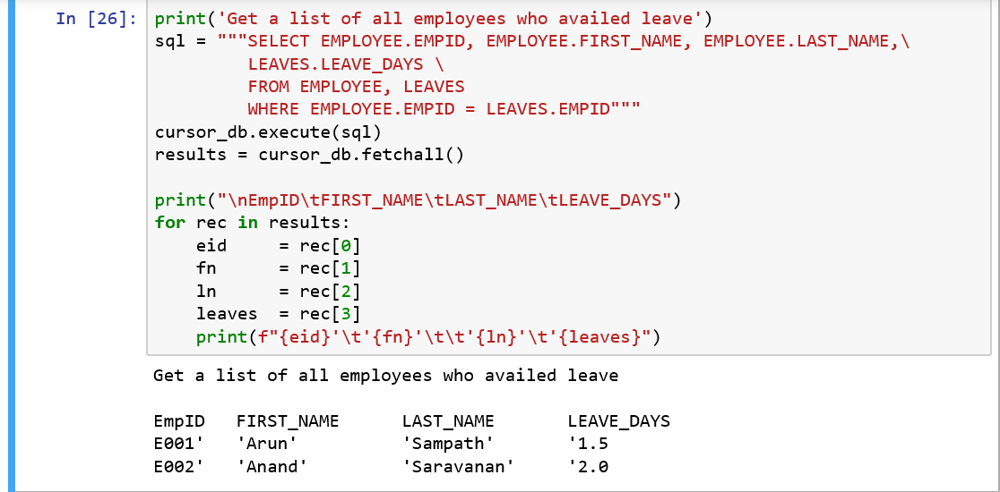 In [26]: print('Get a list of all employees who availed leave')
sql = """SELECT EMPLOYEE.EMPID, EMPLOYEE.FIRST_NAME, EMPLOYEE.LAST_NAME,\
         LEAVES.LEAVE_DAYS \
         FROM EMPLOYEE, LEAVES
         WHERE EMPLOYEE.EMPID = LEAVES.EMPID"""
cursor_db.execute(sql)
results = cursor_db.fetchall()

print("\nEmpID\tFIRST_NAME\tLAST_NAME\tLEAVE_DAYS")
for rec in results:
    eid     = rec[0]
    fn      = rec[1]
    ln      = rec[2]
    leaves  = rec[3]
    print(f"{eid}'\t'{fn}'\t\t'{ln}'\t'{leaves}")
Get a list of all employees who availed leave

EmpID   FIRST_NAME      LAST_NAME       LEAVE_DAYS
E001'   'Arun'          'Sampath'       '1.5
E002'   'Anand'         'Saravanan'     '2.0